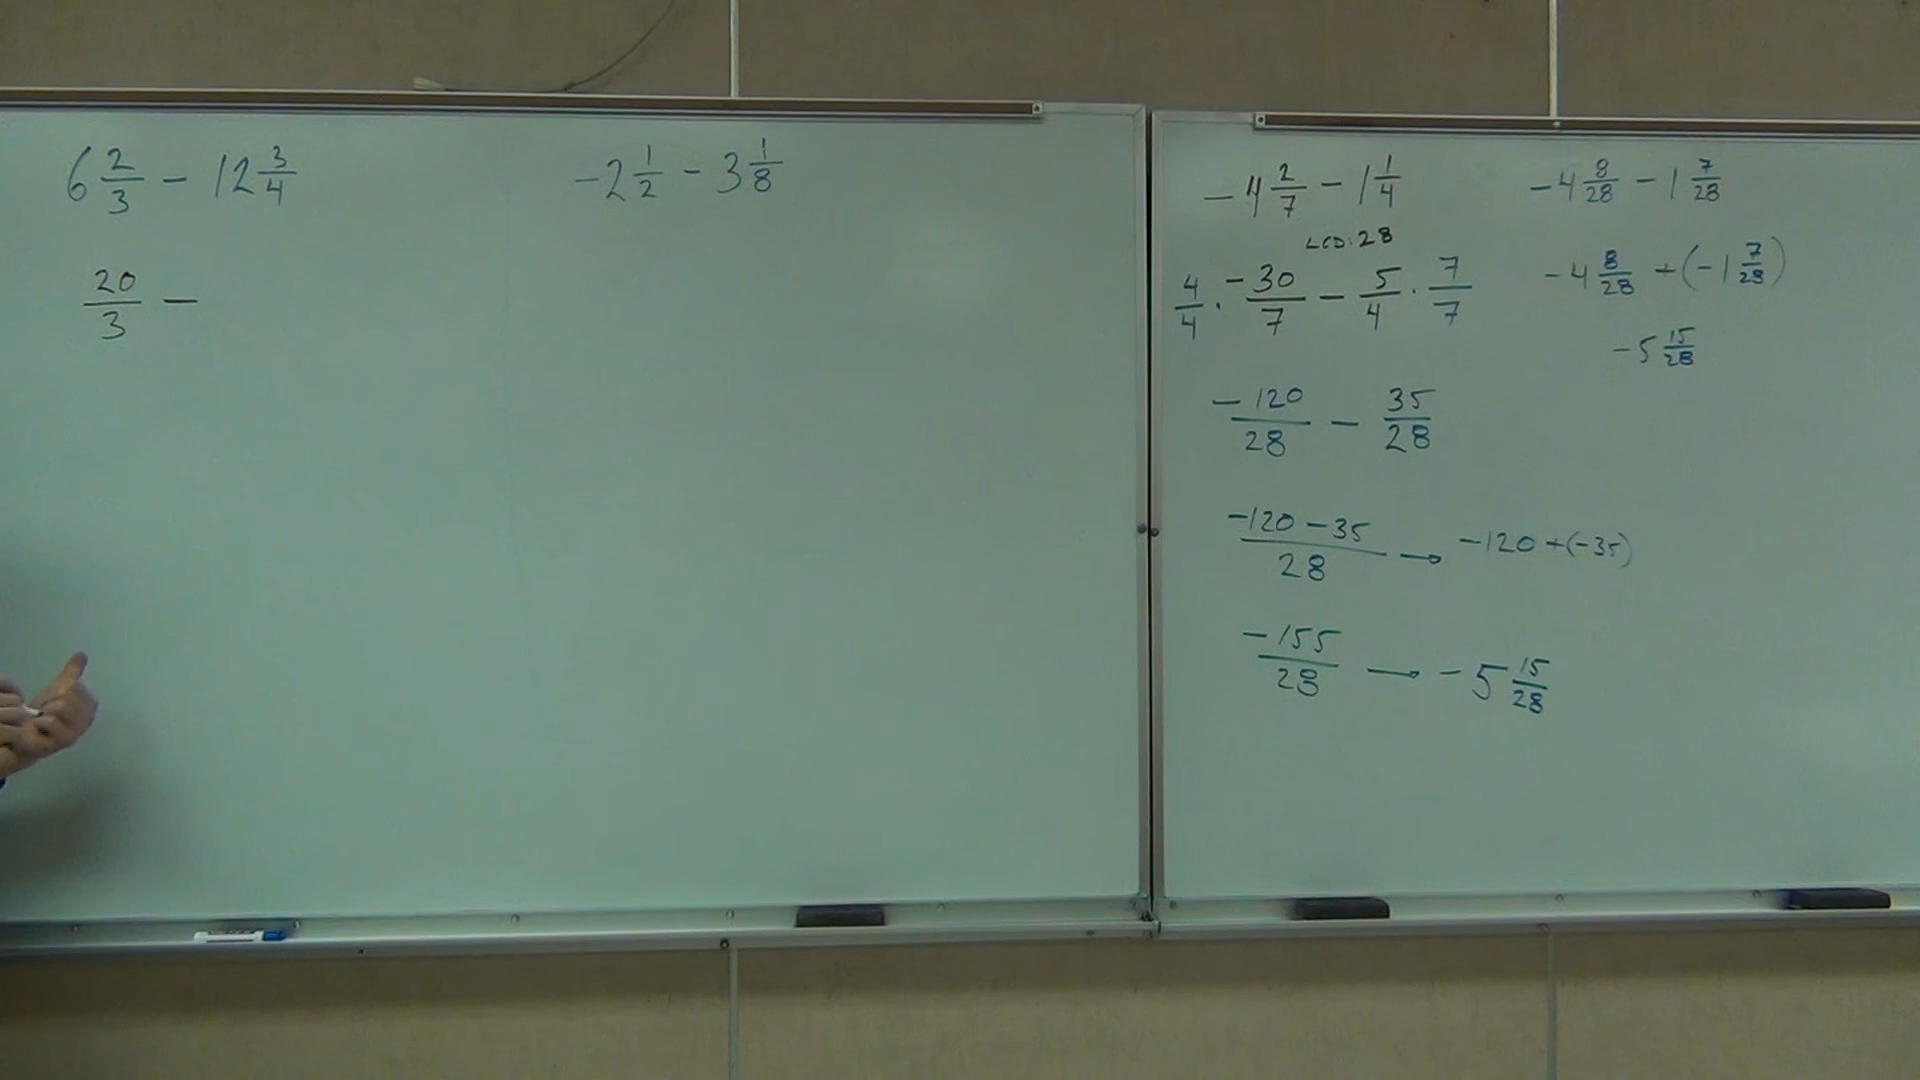 6 2/3 - 12 3/4
20/3 -
-2 1/2 - 3 1/8
-4 2/7 - 1 1/4
LCD: 28
4/4 · -30/7 - 5/4 · 7/7
-120/28 - 35/28
-120 - 35/28 → -120 + (-35)
-155/28 → -5 15/28
-4 8/28 - 1 7/28
-4 8/28 + (-1 7/28)
-5 15/28